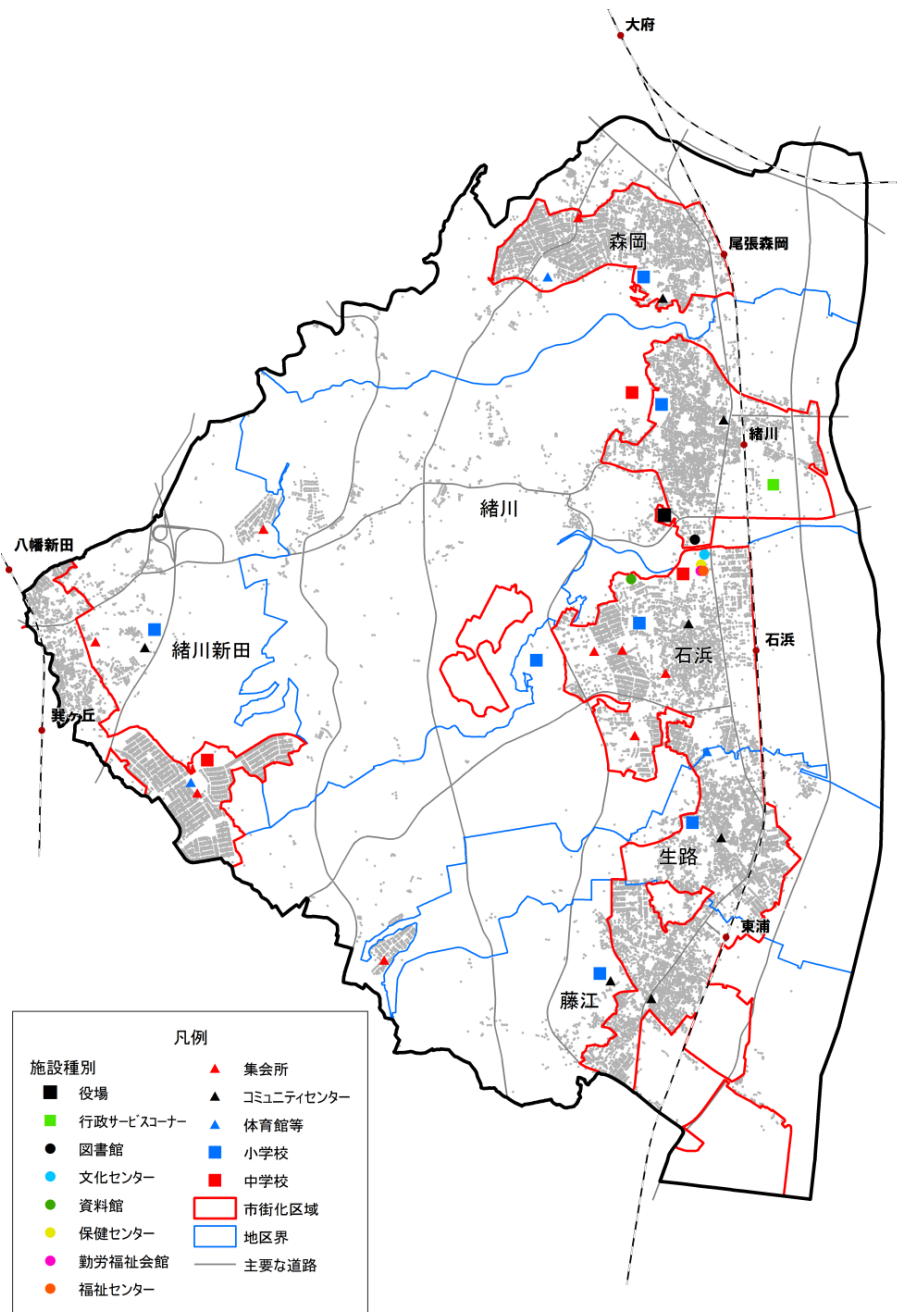 大府
森岡
尾張森岡
緒川
緒川
八幡新田
緒川新田
石浜
石浜
巽ヶ丘
生路
東浦
藤江
凡例
施設種別
役場
行政サービスコーナー
図書館
文化センター
資料館
保健センター
勤労福祉会館
福祉センター
集会所
コミュニティセンター
体育館等
小学校
中学校
市街化区域
地区界
主要な道路